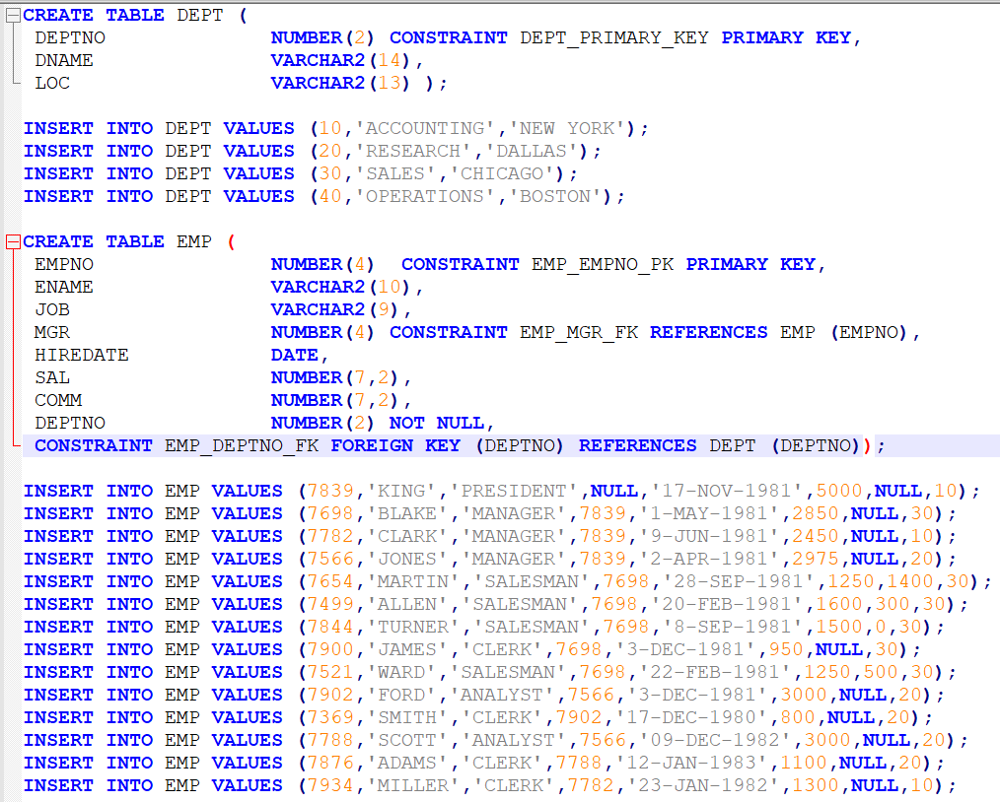 CREATE TABLE DEPT (
DEPTNO NUMBER(2) CONSTRAINT DEPT_PRIMARY_KEY PRIMARY KEY,
DNAME VARCHAR2(14),
LOC VARCHAR2(13) );
INSERT INTO DEPT VALUES (10,'ACCOUNTING','NEW YORK');
INSERT INTO DEPT VALUES (20,'RESEARCH','DALLAS');
INSERT INTO DEPT VALUES (30,'SALES','CHICAGO');
INSERT INTO DEPT VALUES (40,'OPERATIONS','BOSTON');
CREATE TABLE EMP (
EMPNO NUMBER(4) CONSTRAINT EMP_EMPNO_PK PRIMARY KEY,
ENAME VARCHAR2(10),
JOB VARCHAR2(9),
MGR NUMBER(4) CONSTRAINT EMP_MGR_FK REFERENCES EMP (EMPNO),
HIREDATE DATE,
SAL NUMBER(7,2),
COMM NUMBER(7,2),
DEPTNO NUMBER(2) NOT NULL,
CONSTRAINT EMP_DEPTNO_FK FOREIGN KEY (DEPTNO) REFERENCES DEPT (DEPTNO));
INSERT INTO EMP VALUES (7839,'KING','PRESIDENT',NULL,'17-NOV-1981',5000,NULL,10);
INSERT INTO EMP VALUES (7698,'BLAKE','MANAGER',7839,'1-MAY-1981',2850,NULL,30);
INSERT INTO EMP VALUES (7782,'CLARK','MANAGER',7839,'9-JUN-1981',2450,NULL,10);
INSERT INTO EMP VALUES (7566,'JONES','MANAGER',7839,'2-APR-1981',2975,NULL,20);
INSERT INTO EMP VALUES (7654,'MARTIN','SALESMAN',7698,'28-SEP-1981',1250,1400,30);
INSERT INTO EMP VALUES (7499,'ALLEN','SALESMAN',7698,'20-FEB-1981',1600,300,30);
INSERT INTO EMP VALUES (7844,'TURNER','SALESMAN',7698,'8-SEP-1981',1500,0,30);
INSERT INTO EMP VALUES (7900,'JAMES','CLERK',7698,'3-DEC-1981',950,NULL,30);
INSERT INTO EMP VALUES (7521,'WARD','SALESMAN',7698,'22-FEB-1981',1250,500,30);
INSERT INTO EMP VALUES (7902,'FORD','ANALYST',7566,'3-DEC-1981',3000,NULL,20);
INSERT INTO EMP VALUES (7369,'SMITH','CLERK',7902,'17-DEC-1980',800,NULL,20);
INSERT INTO EMP VALUES (7788,'SCOTT','ANALYST',7566,'09-DEC-1982',3000,NULL,20);
INSERT INTO EMP VALUES (7876,'ADAMS','CLERK',7788,'12-JAN-1983',1100,NULL,20);
INSERT INTO EMP VALUES (7934,'MILLER','CLERK',7782,'23-JAN-1982',1300,NULL,10);